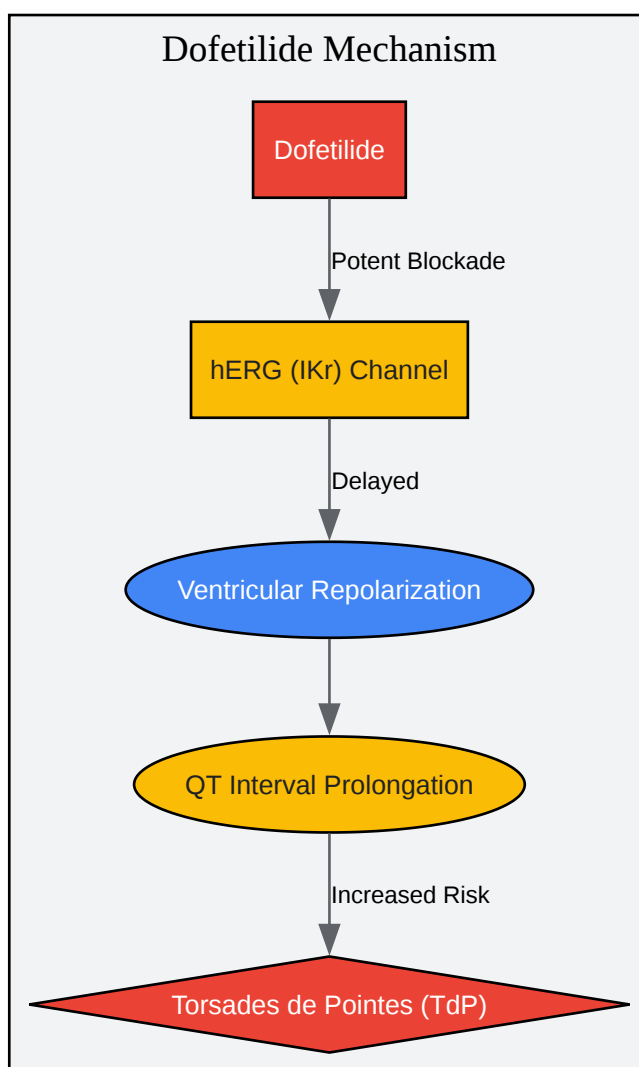 Dofetilide Mechanism
Dofetilide
Potent Blockade
hERG (IKr) Channel
Delayed
Ventricular Repolarization
QT Interval Prolongation
Increased Risk
Torsades de Pointes (TdP)